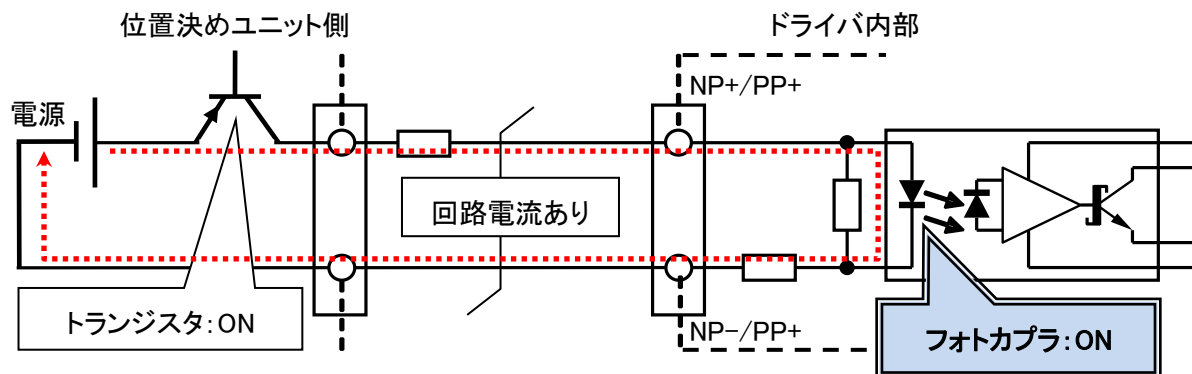 位置決めユニット側
ドライバ内部
NP+/PP+
電源
回路電流あり
トランジスタ:ON
NP-/PP+
フォトカプラ:ON